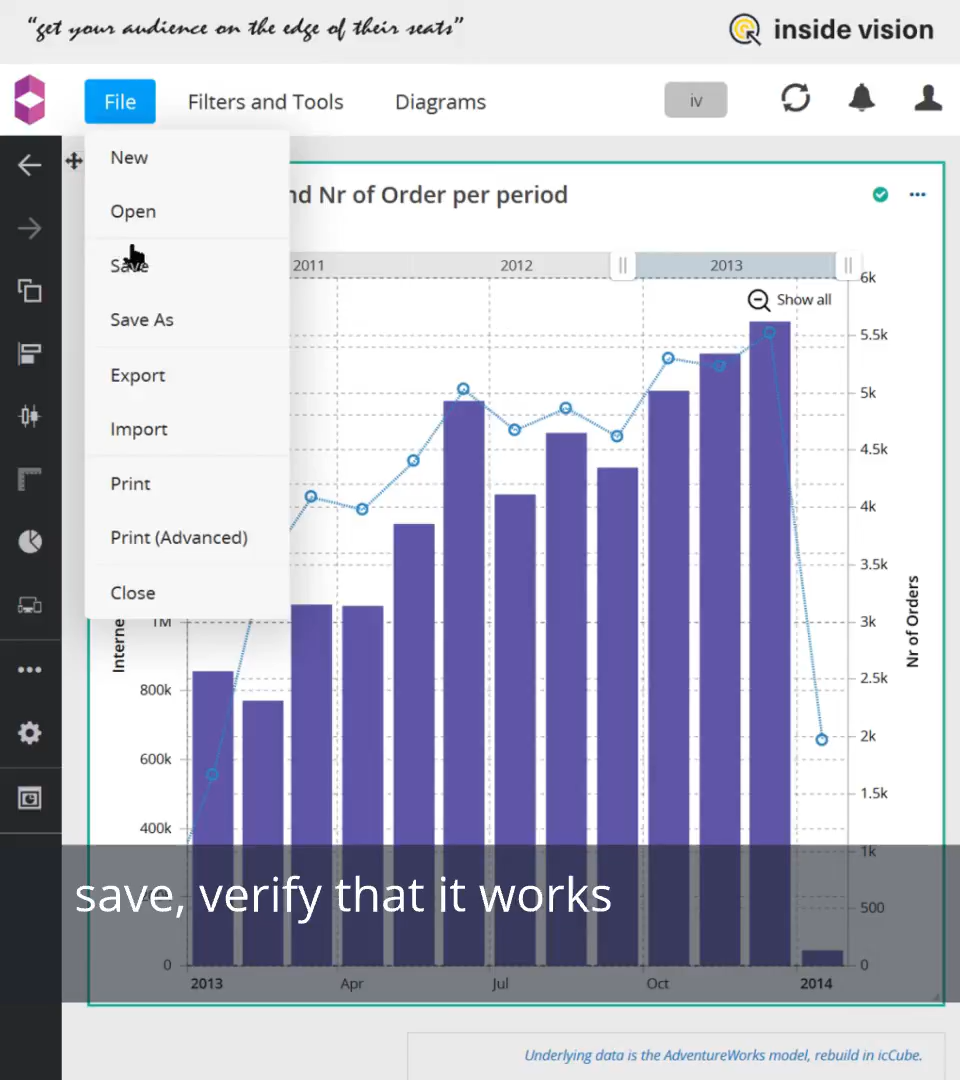 “get your audience on the edge of their seats”
inside vision
File
Filters and Tools
Diagrams
iv
New
Open
Save
Save As
Export
Import
Print
Print (Advanced)
Close
nd Nr of Order per period
2011
2012
2013
Show all
6k
5.5k
5k
4.5k
4k
3.5k
3k
2.5k
2k
1.5k
1k
500
0
Nr of Orders
Interne
1M
800k
600k
400k
0
save, verify that it works
2013
Apr
Jul
Oct
2014
Underlying data is the AdventureWorks model, rebuild in icCube.